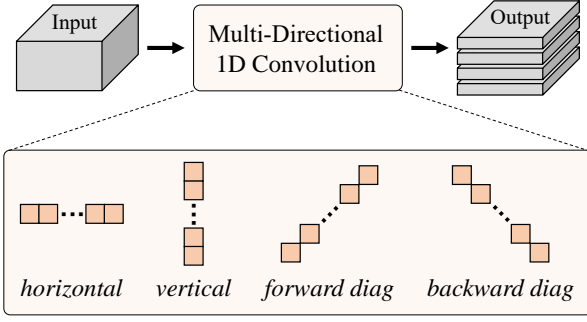 Input
Multi-Directional
1D Convolution
Output
horizontal
vertical
forward diag
backward diag